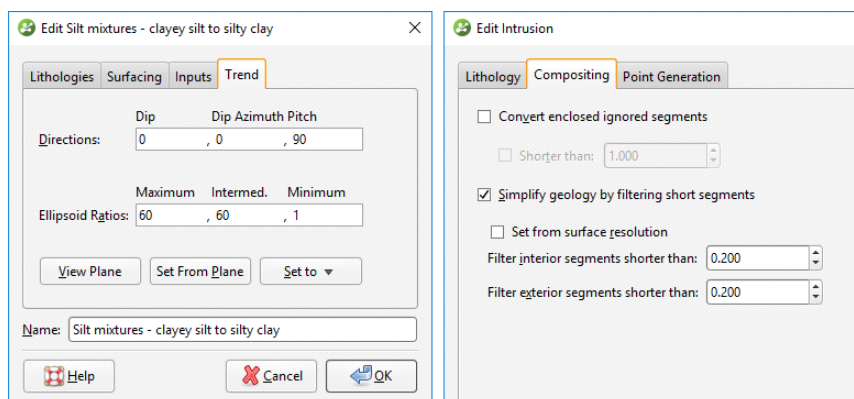 Edit Silt mixtures - clayey silt to silty clay
Lithologies Surfacing Inputs Trend
Dip Dip Azimuth Pitch
Directions: 0 , 0 , 90
Maximum Intermed. Minimum
Ellipsoid Ratios: 60 , 60 , 1
View Plane Set From Plane Set to
Name: Silt mixtures - clayey silt to silty clay
Help Cancel OK
Edit Intrusion
Lithology Compositing Point Generation
Convert enclosed ignored segments
Shorter than: 1.000
Simplify geology by filtering short segments
Set from surface resolution
Filter interior segments shorter than: 0.200
Filter exterior segments shorter than: 0.200